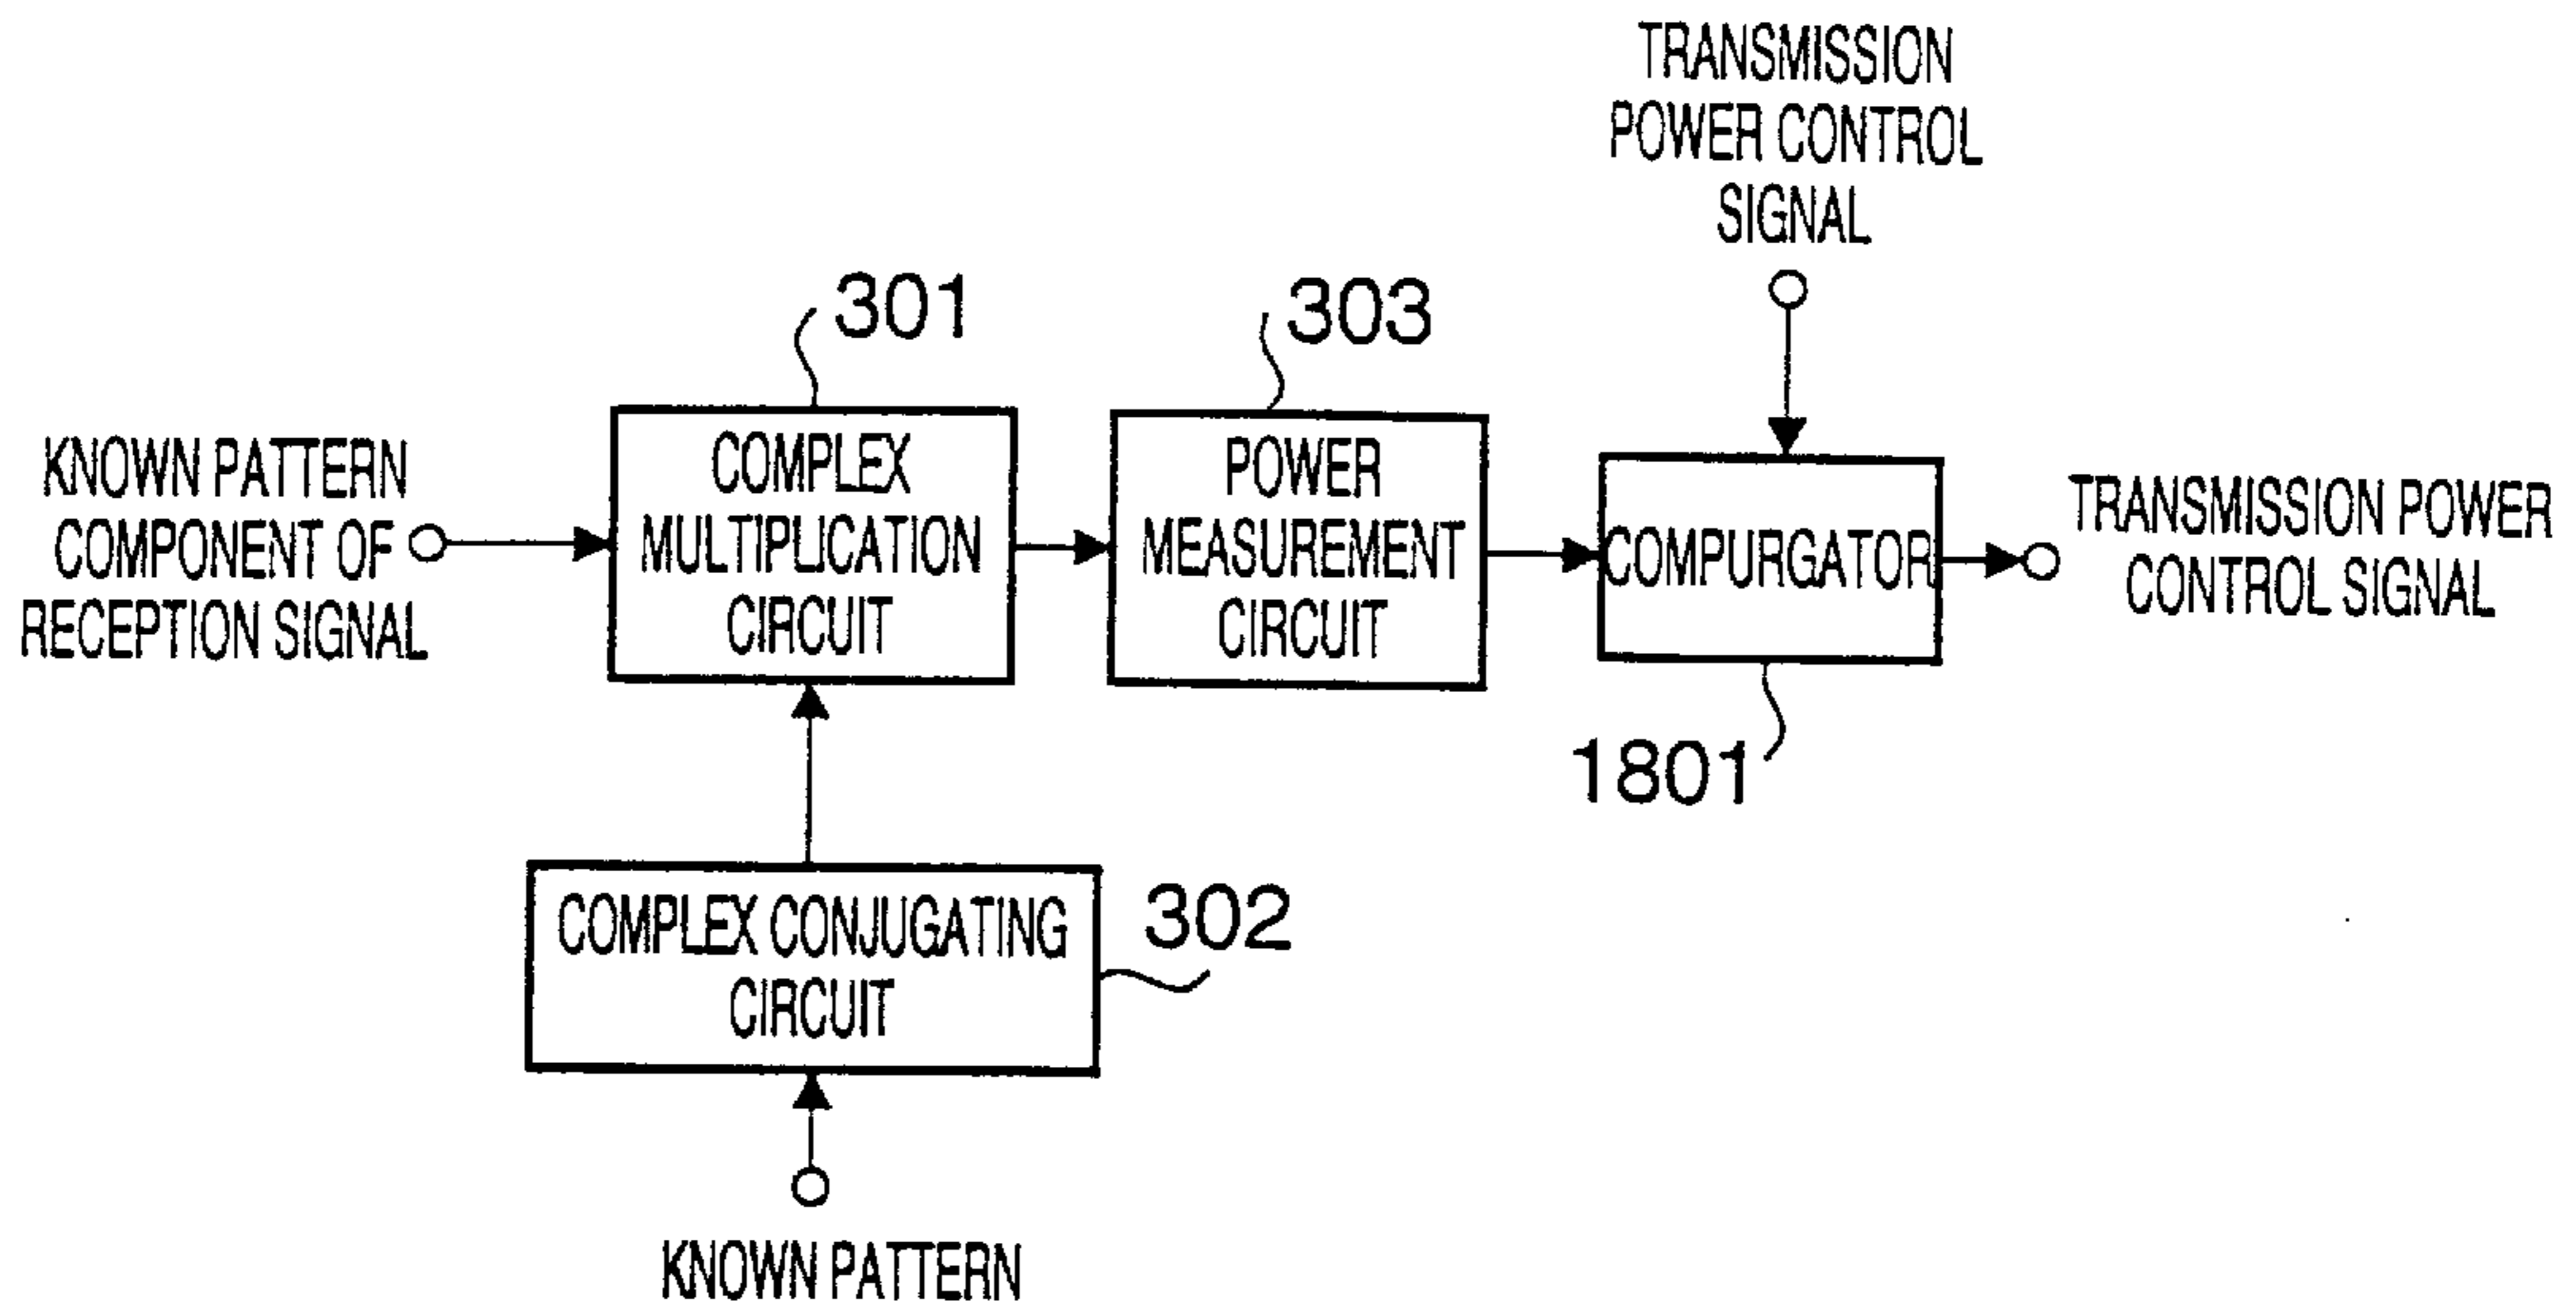 TRANSMISSION
POWER CONTROL
SIGNAL
301
303
KNOWN PATTERN
COMPONENT OF
RECEPTION SIGNAL
COMPLEX
MULTIPLICATION
CIRCUIT
POWER
MEASUREMENT
CIRCUIT
COMPURGATOR
TRANSMISSION POWER
CONTROL SIGNAL
1801
COMPLEX CONJUGATING
CIRCUIT
302
KNOWN PATTERN